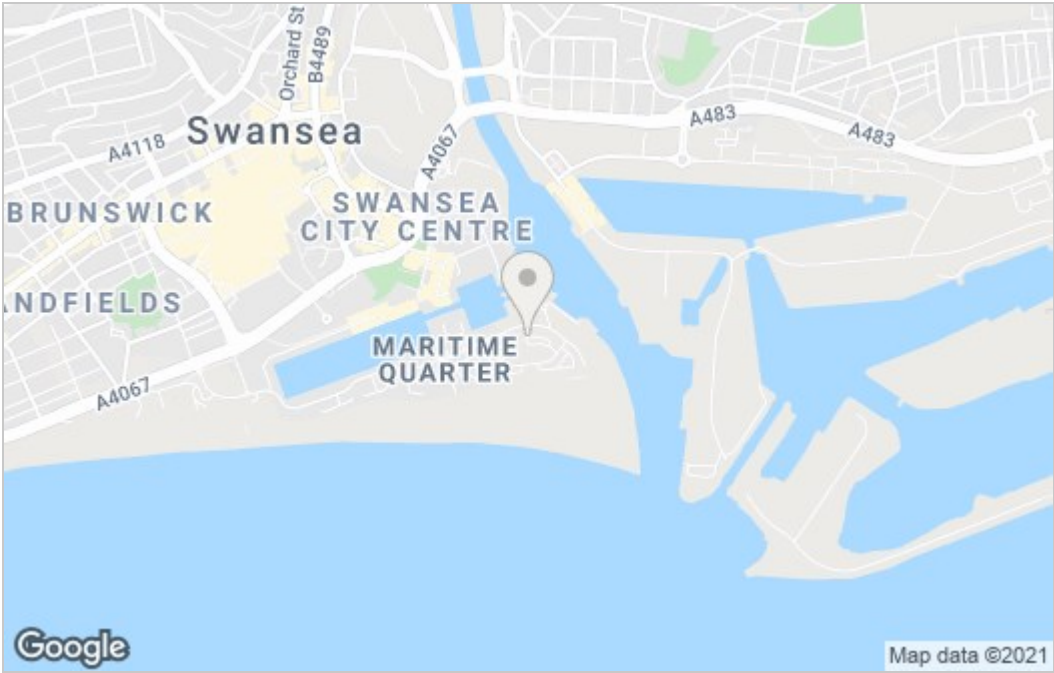 Orchard St
B4489
Swansea
A4118
A4067
A483
A483
BRUNSWICK
SWANSEA
CITY CENTRE
ANDFIELDS
MARITIME
QUARTER
A4067
Google
Map data ©2021